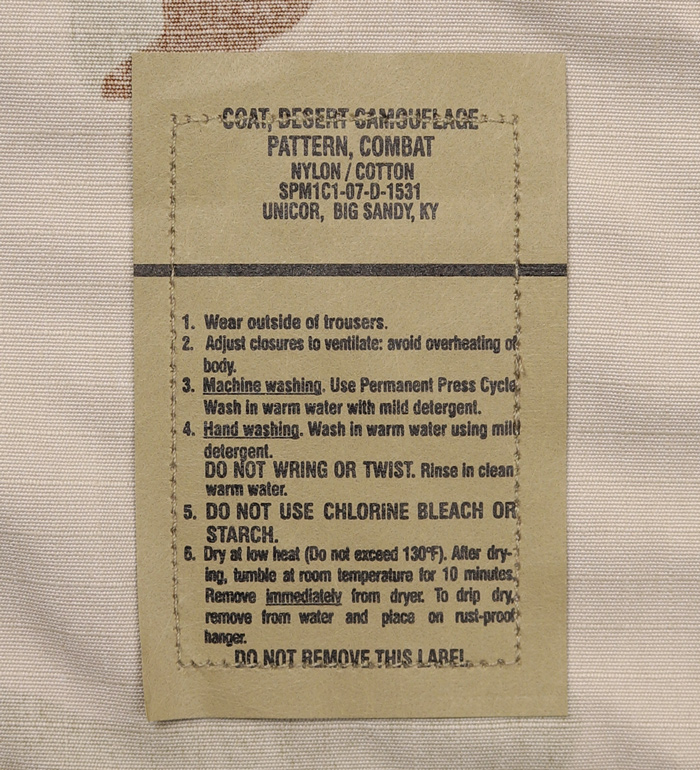 COAT, DESERT CAMOUFLAGE
PATTERN, COMBAT
NYLON / COTTON
SPM1C1-07-D-1531
UNICOR, BIG SANDY, KY
1. Wear outside of trousers.
2. Adjust closures to ventilate: avoid overheating of
body.
3. Machine washing. Use Permanent Press Cycle.
Wash in warm water with mild detergent.
4. Hand washing. Wash in warm water using mild
detergent.
DO NOT WRING OR TWIST. Rinse in clean
warm water.
5. DO NOT USE CHLORINE BLEACH OR
STARCH.
6. Dry at low heat (Do not exceed 130°F). After dry-
ing, tumble at room temperature for 10 minutes.
Remove immediately from dryer. To drip dry,
remove from water and place on rust-proof
hanger.
DO NOT REMOVE THIS LABEL